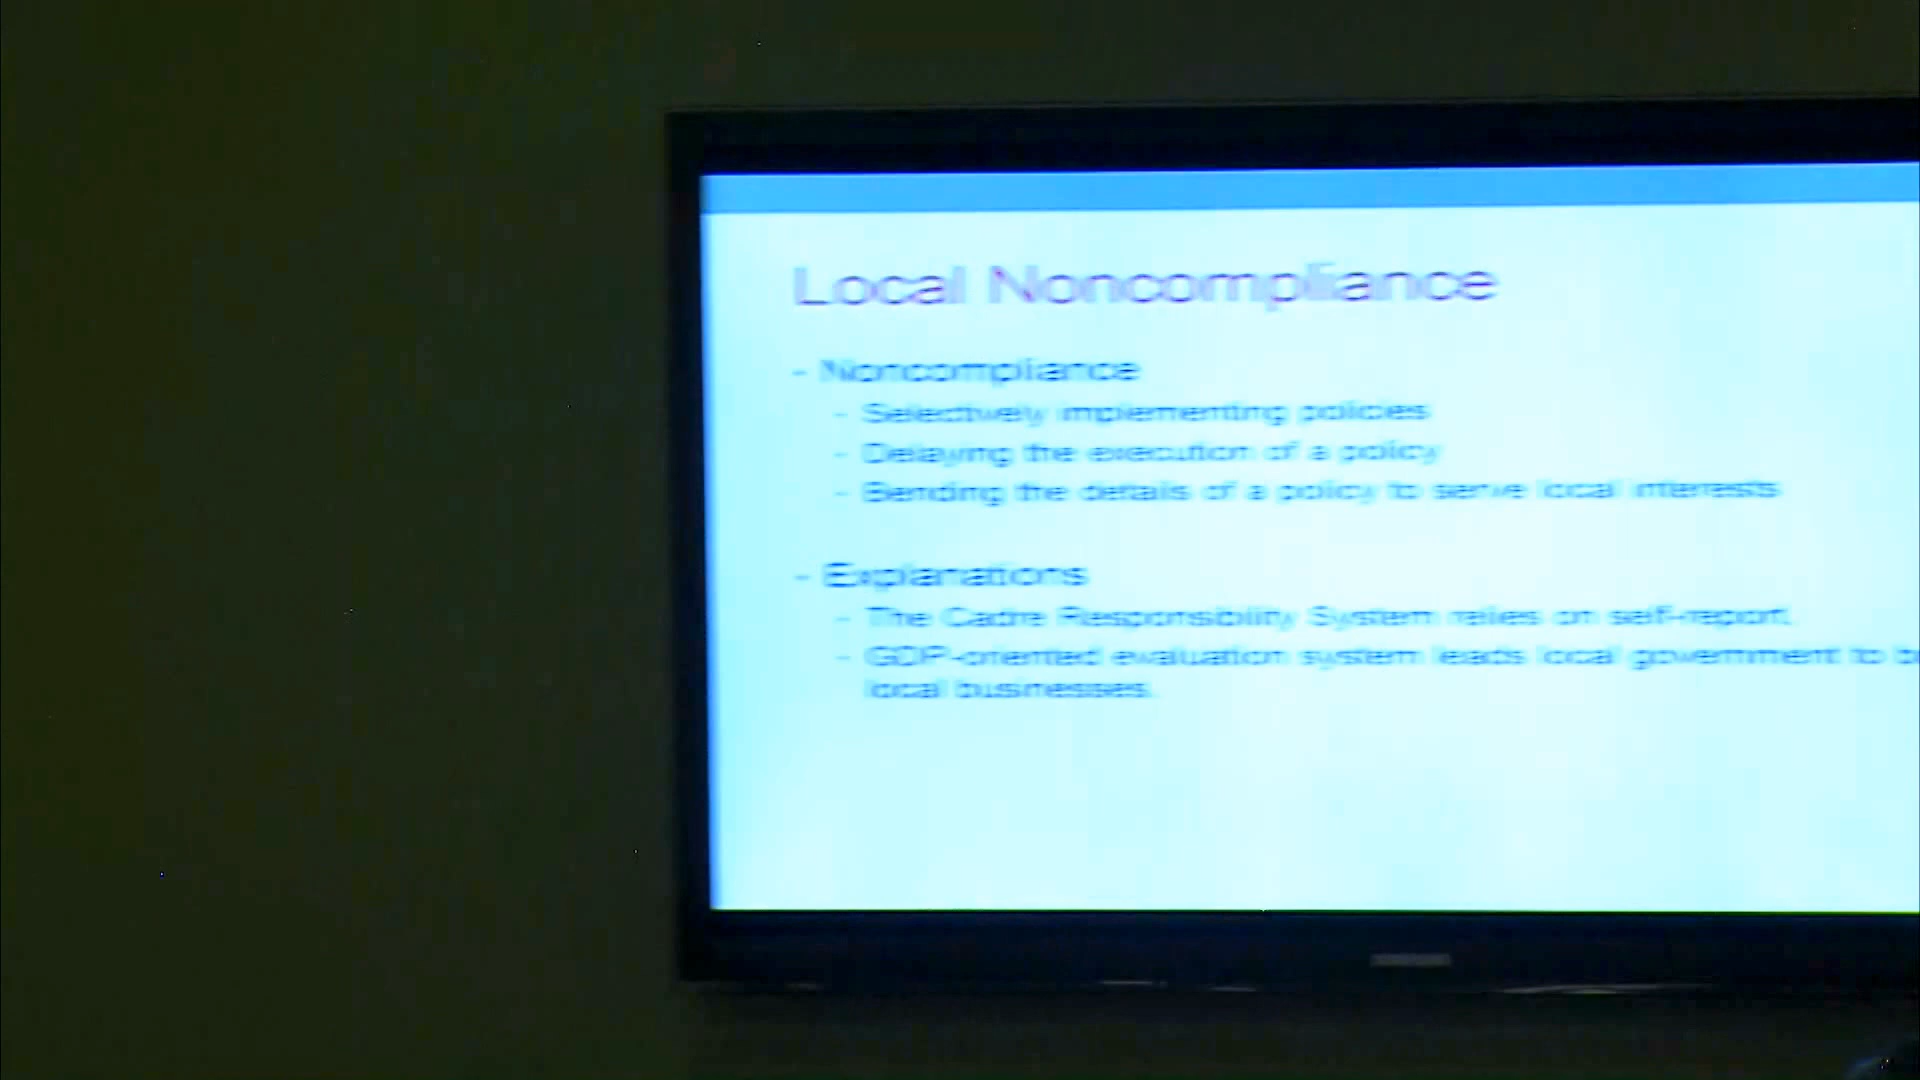 Local Noncompliance
- Noncompliance
- Selectively implementing policies
- Delaying the execution of a policy
- Bending the details of a policy to serve local interests
- Explanations
- The Cadre Responsibility System relies on self-report.
- GDP-oriented evaluation system leads local government to
local businesses.